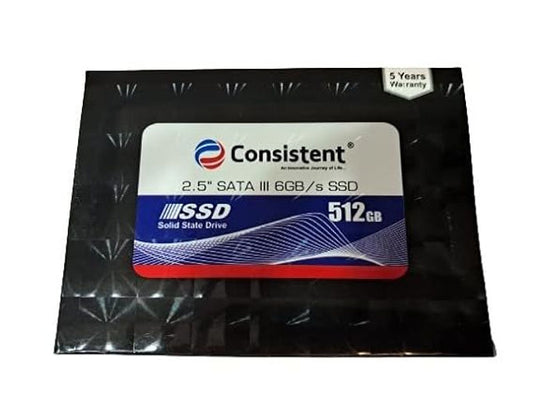 5 Years
Warranty
Consistent®
An Innovative Journey of Life...
2.5" SATA III 6GB/s SSD
SSD
512GB
Solid State Drive